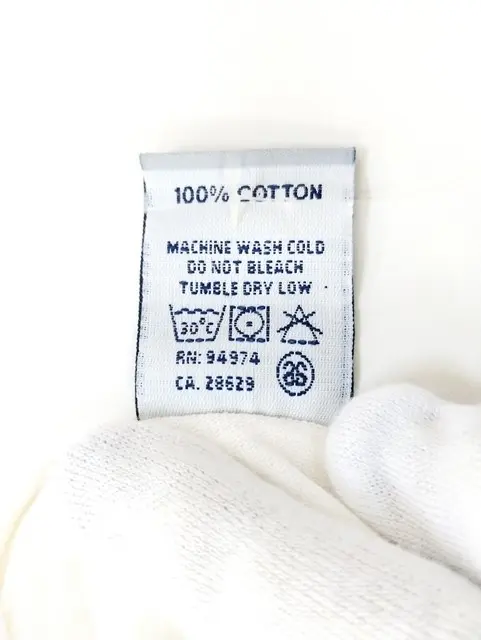 100% COTTON
MACHINE WASH COLD
DO NOT BLEACH
TUMBLE DRY LOW
30°C
RN: 94974
CA. 28629